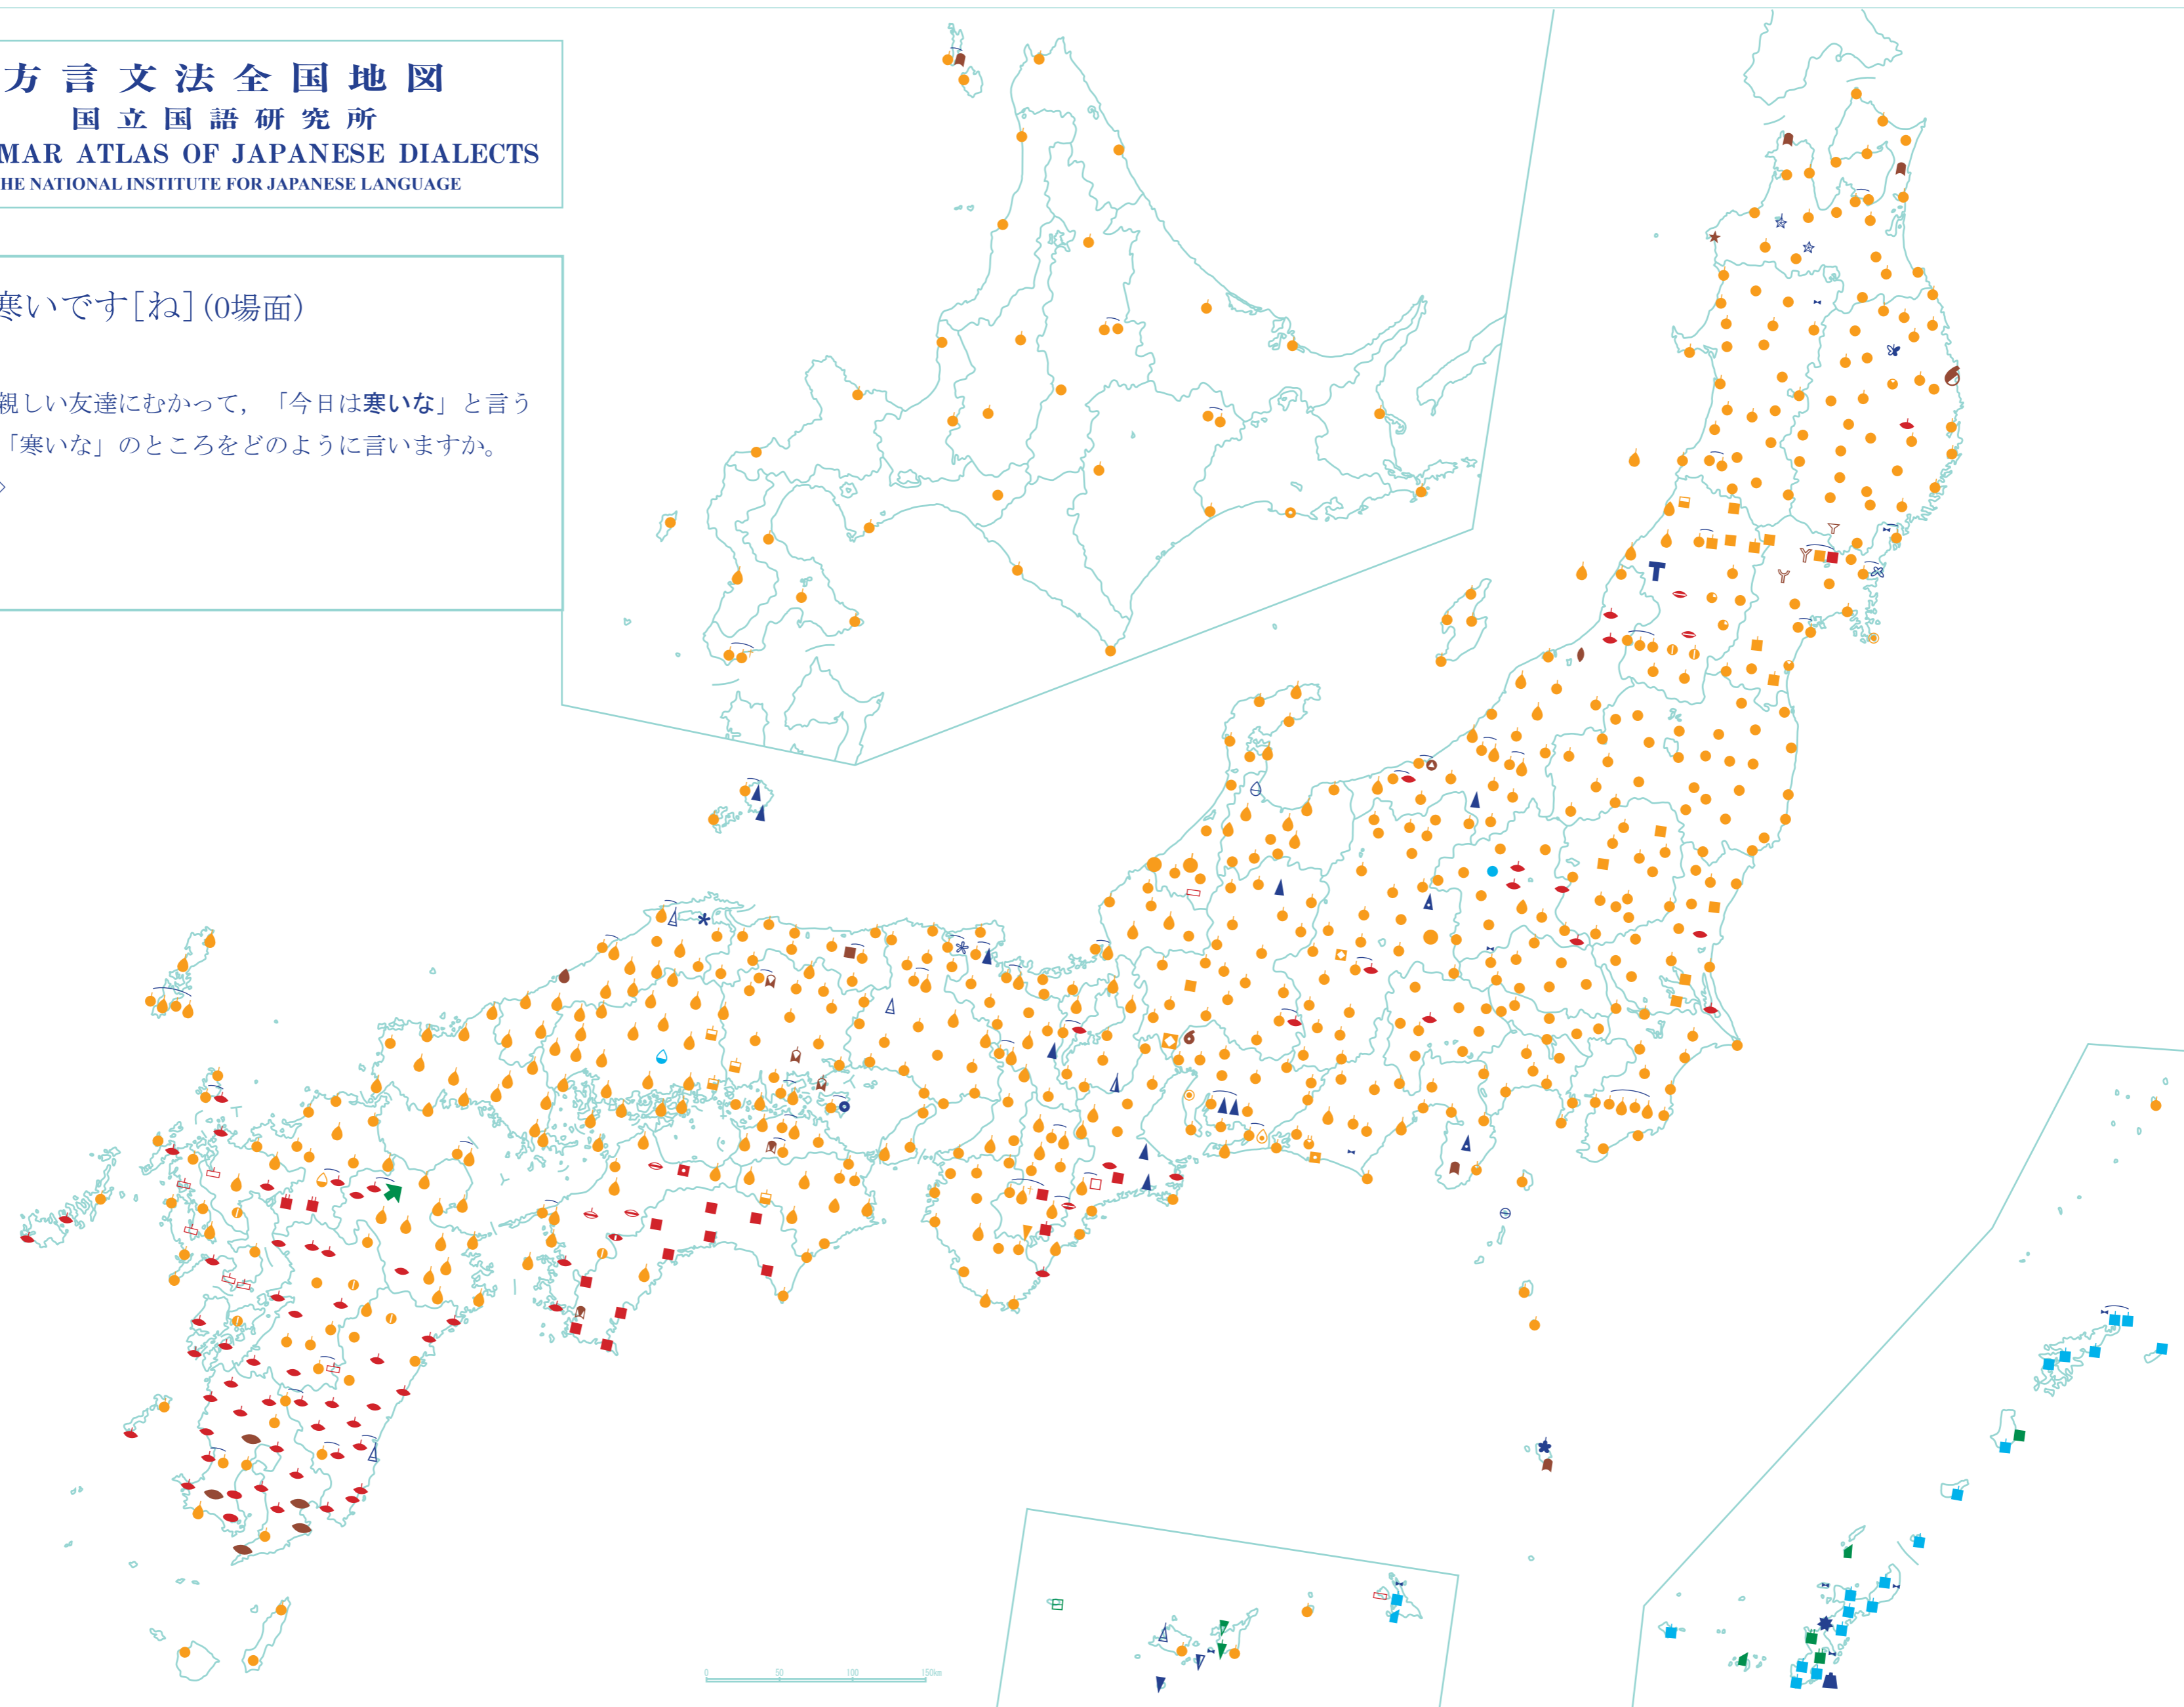 方言文法全国地図
国立国語研究所
MAR ATLAS OF JAPANESE DIALECTS
HE NATIONAL INSTITUTE FOR JAPANESE LANGUAGE
寒いです[ね](0場面)
親しい友達にむかって，「今日は寒いな」と言う
「寒いな」のところをどのように言いますか。
0 50 100 150km